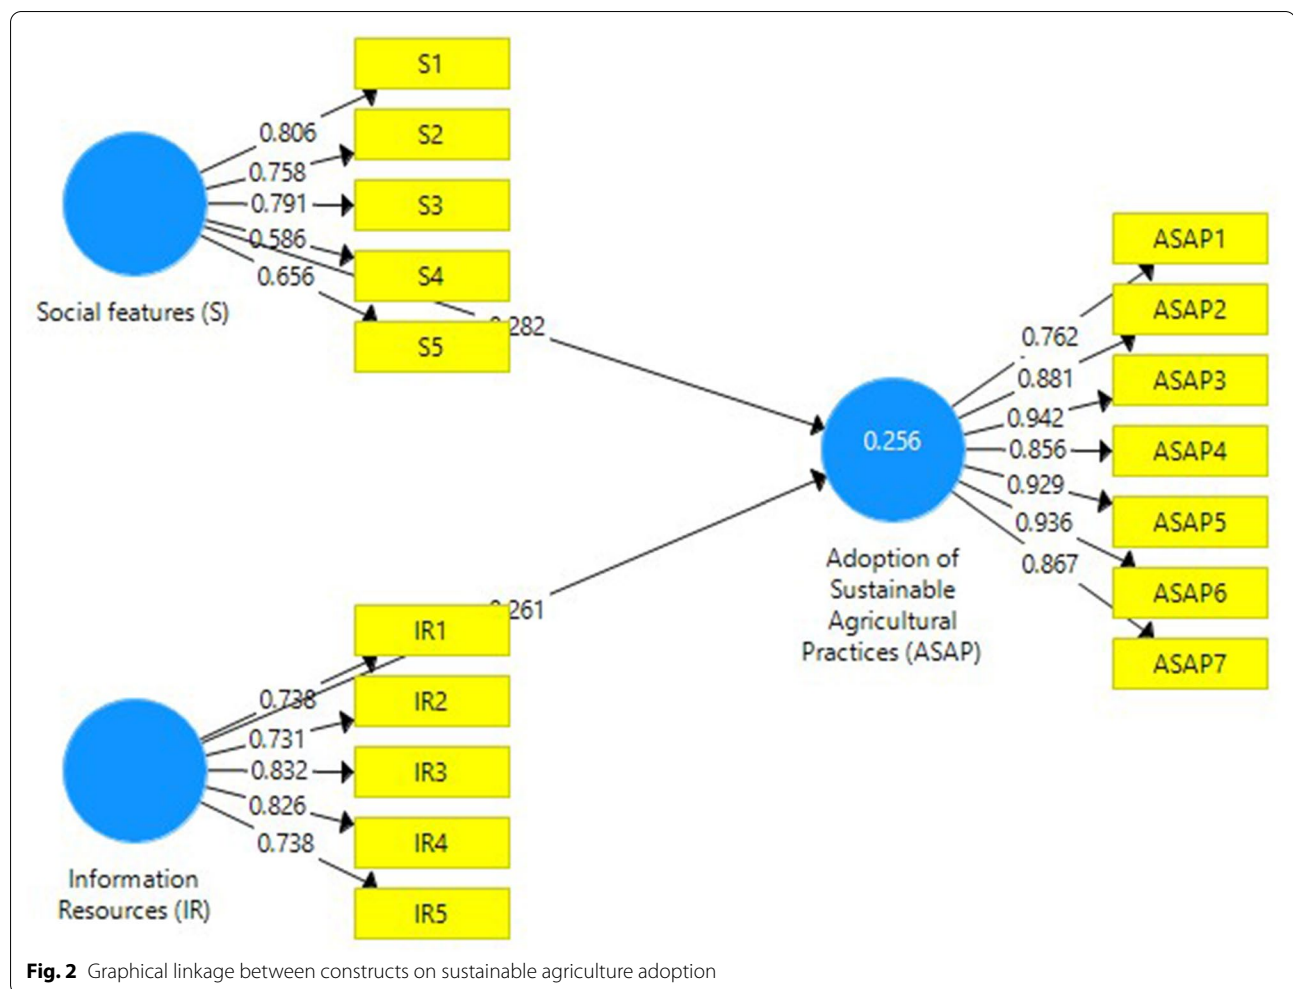 S1
0.806
S2
0.758
S3
0.791
S4
0.586
S5
0.656
Social features (S)
0.282
ASAP1
0.762
ASAP2
0.881
ASAP3
0.942
0.256
ASAP4
0.856
ASAP5
0.929
ASAP6
0.936
ASAP7
0.867
Adoption of
Sustainable
Agricultural
Practices (ASAP)
0.261
IR1
0.738
IR2
0.731
IR3
0.832
IR4
0.826
IR5
0.738
Information
Resources (IR)
Fig. 2 Graphical linkage between constructs on sustainable agriculture adoption